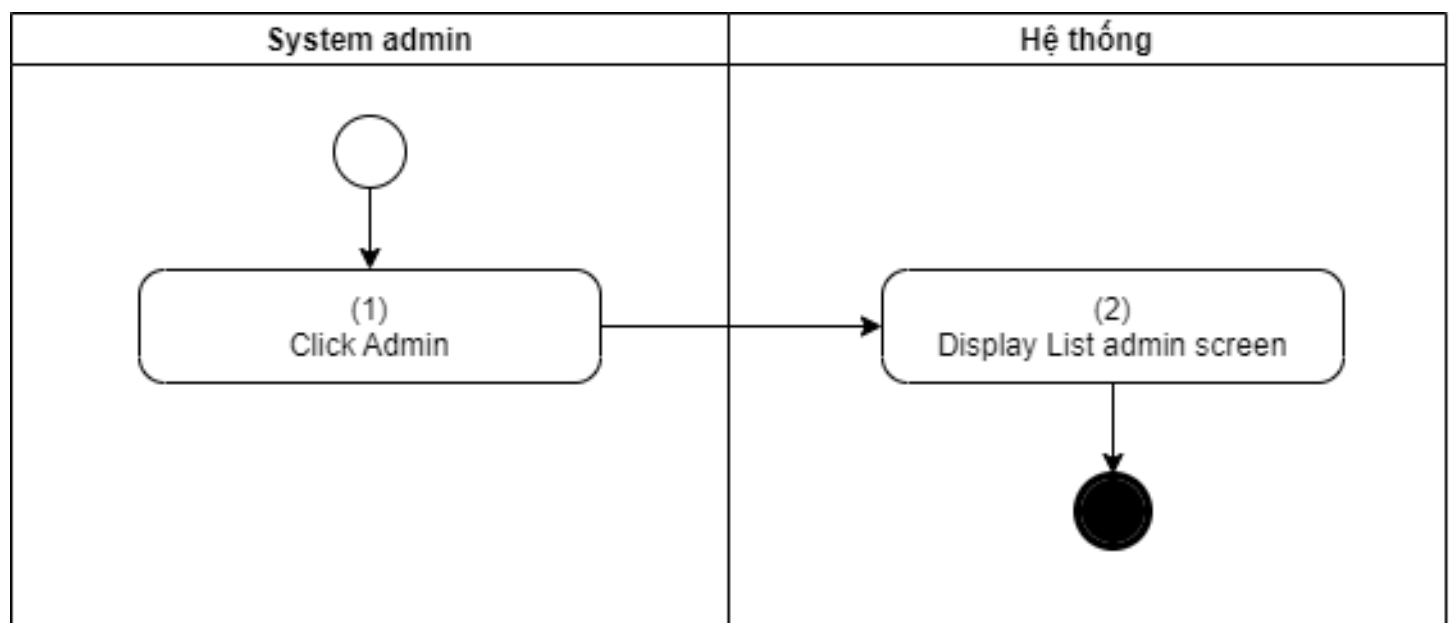 System admin
Hệ thống
(1)
Click Admin
(2)
Display List admin screen